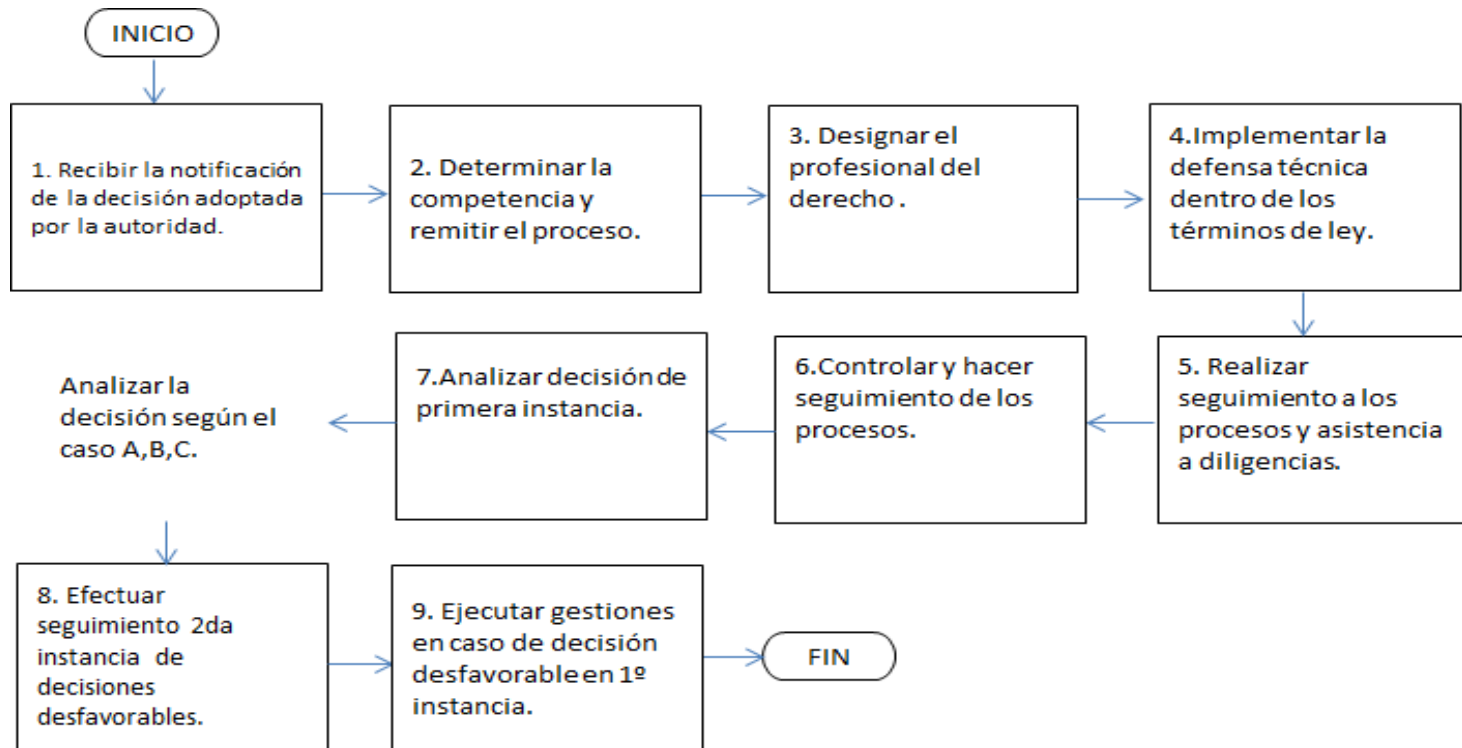 INICIO
1. Recibir la notificación
de la decisión adoptada
por la autoridad.
2. Determinar la
competencia y
remitir el proceso.
3. Designar el
profesional del
derecho .
4.Implementar la
defensa técnica
dentro de los
términos de ley.
5. Realizar
seguimiento a los
procesos y asistencia
a diligencias.
6.Controlar y hacer
seguimiento de los
procesos.
7.Analizar decisión de
primera instancia.
Analizar la
decisión según el
caso A,B,C.
8. Efectuar
seguimiento 2da
instancia de
decisiones
desfavorables.
9. Ejecutar gestiones
en caso de decisión
desfavorable en 1º
instancia.
FIN